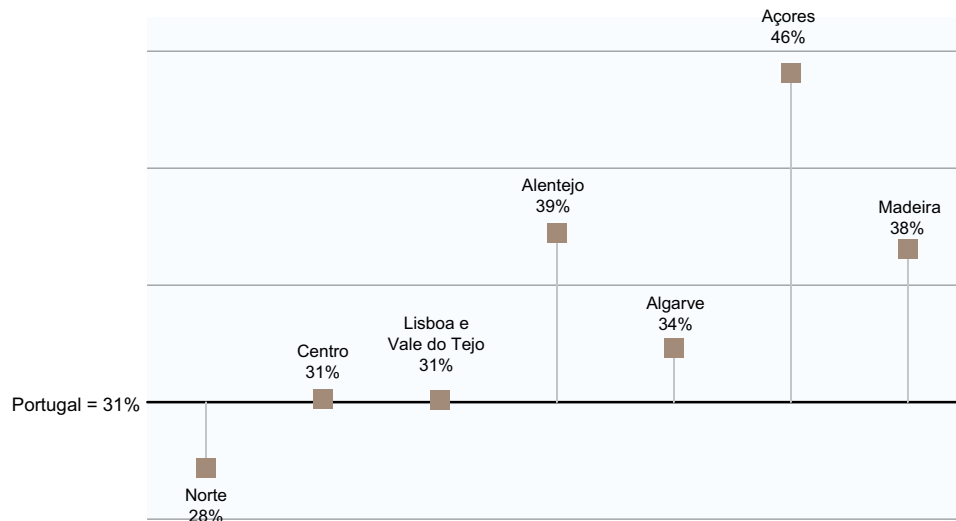 Açores
46%
Alentejo
39%
Madeira
38%
Algarve
34%
Lisboa e
Vale do Tejo
31%
Centro
31%
Portugal = 31%
Norte
28%